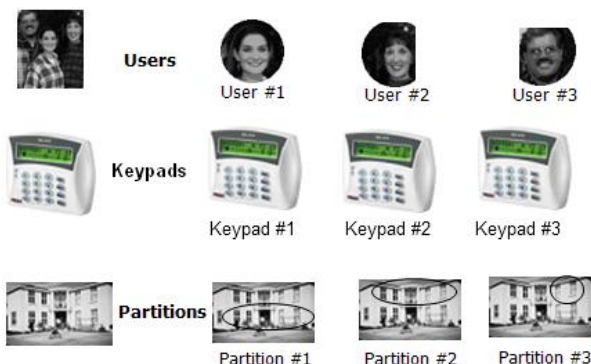 Users
User #1 User #2 User #3
Keypads
Keypad #1 Keypad #2 Keypad #3
Partitions
Partition #1 Partition #2 Partition #3